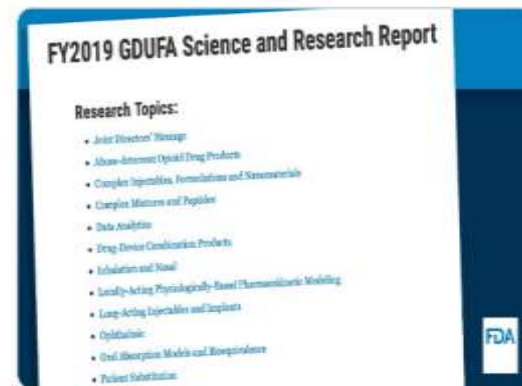 FY2019 GDUFA Science and Research Report
Research Topics:
• Joint Directors' Message
• Abuse-Deterrent Opioid Drug Products
• Complex Injectables, Formulations and Nanomaterials
• Complex Mixtures and Peptides
• Data Analytics
• Drug-Device Combination Products
• Inhalation and Nasal
• Locally-Acting Physiologically-Based Pharmacokinetic Modeling
• Long-Acting Injectables and Implants
• Ophthalmic
• Oral Absorption Models and Bioequivalence
• Patient Substitution
FDA